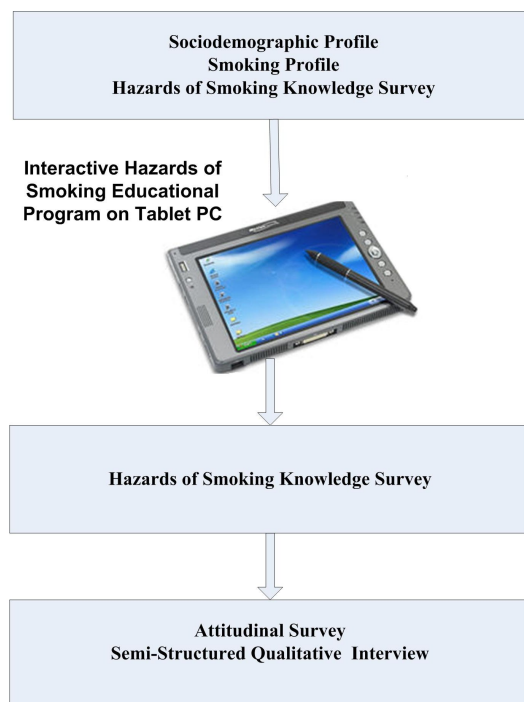 Sociodemographic Profile
Smoking Profile
Hazards of Smoking Knowledge Survey
Interactive Hazards of
Smoking Educational
Program on Tablet PC
Hazards of Smoking Knowledge Survey
Attitudinal Survey
Semi-Structured Qualitative Interview